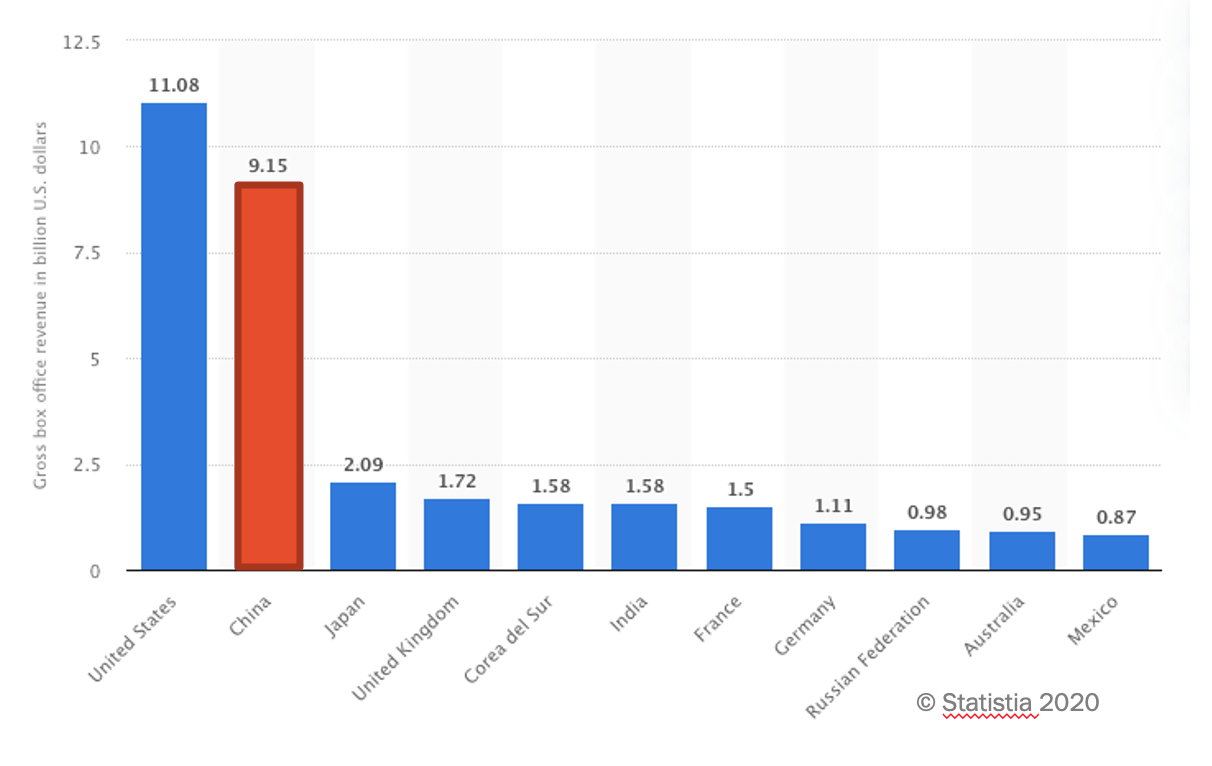 Gross box office revenue in billion U.S. dollars
12.5
10
7.5
5
2.5
0
11.08
9.15
2.09
1.72
1.58
1.58
1.5
1.11
0.98
0.95
0.87
United States
China
Japan
United Kingdom
Corea del Sur
India
France
Germany
Russian Federation
Australia
Mexico
© Statistia 2020